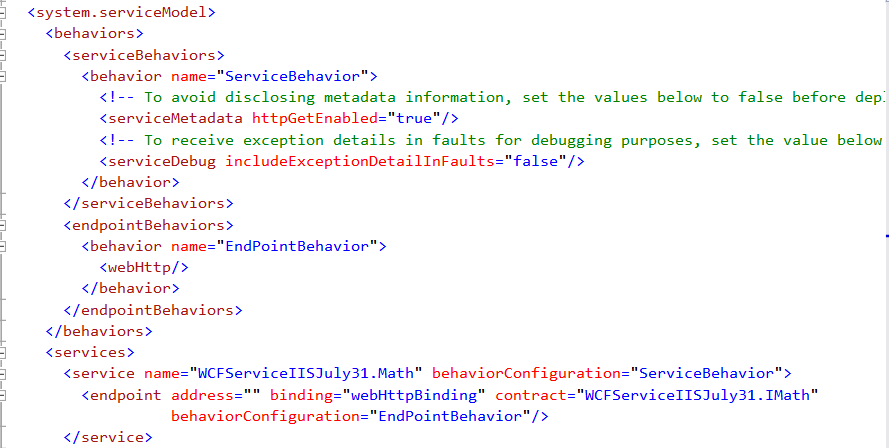 <system.serviceModel>
<behaviors>
<serviceBehaviors>
<behavior name="ServiceBehavior">
<!-- To avoid disclosing metadata information, set the values below to false before
<serviceMetadata httpGetEnabled="true"/>
<!-- To receive exception details in faults for debugging purposes, set the value below
<serviceDebug includeExceptionDetailInFaults="false"/>
</behavior>
</serviceBehaviors>
<endpointBehaviors>
<behavior name="EndPointBehavior">
<webHttp/>
</behavior>
</endpointBehaviors>
</behaviors>
<services>
<service name="WCFServiceIISJuly31.Math" behaviorConfiguration="ServiceBehavior">
<endpoint address="" binding="webHttpBinding" contract="WCFServiceIISJuly31.IMath"
behaviorConfiguration="EndPointBehavior"/>
</service>